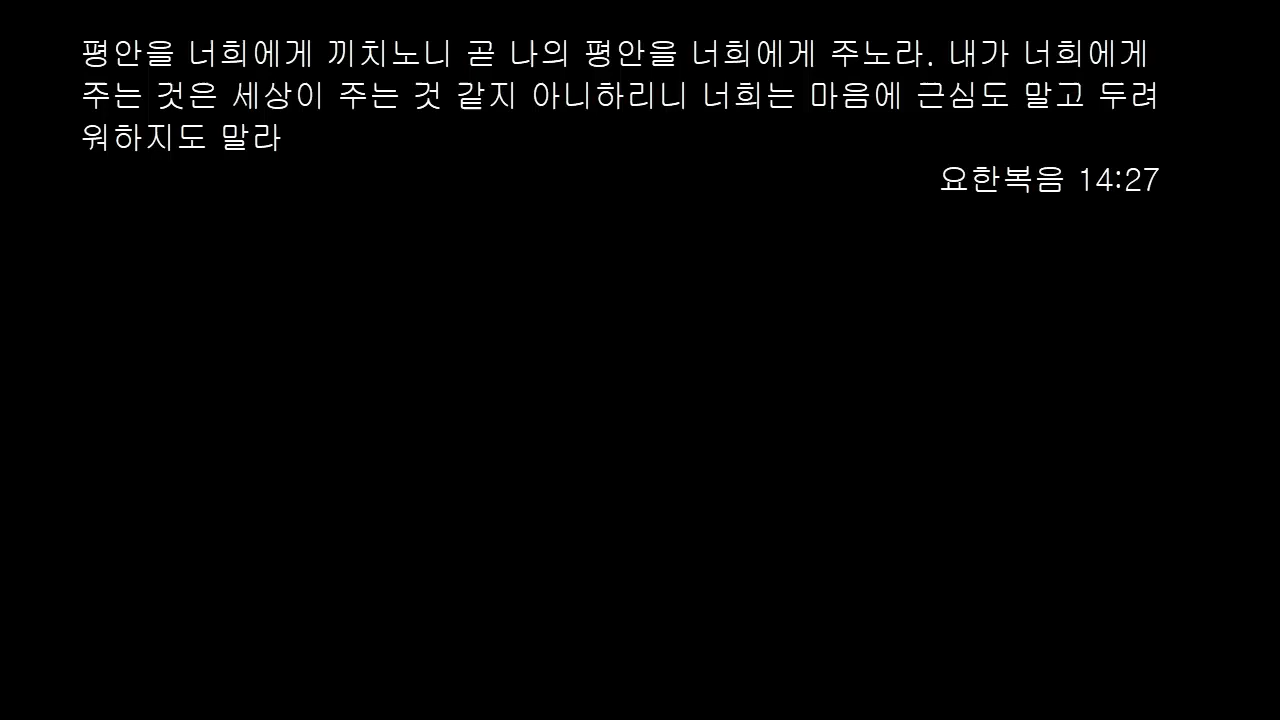 평안을 너희에게 끼치노니 곧 나의 평안을 너희에게 주노라. 내가 너희에게
주는 것은 세상이 주는 것 같지 아니하리니 너희는 마음에 근심도 말고 두려
워하지도 말라
요한복음 14:27